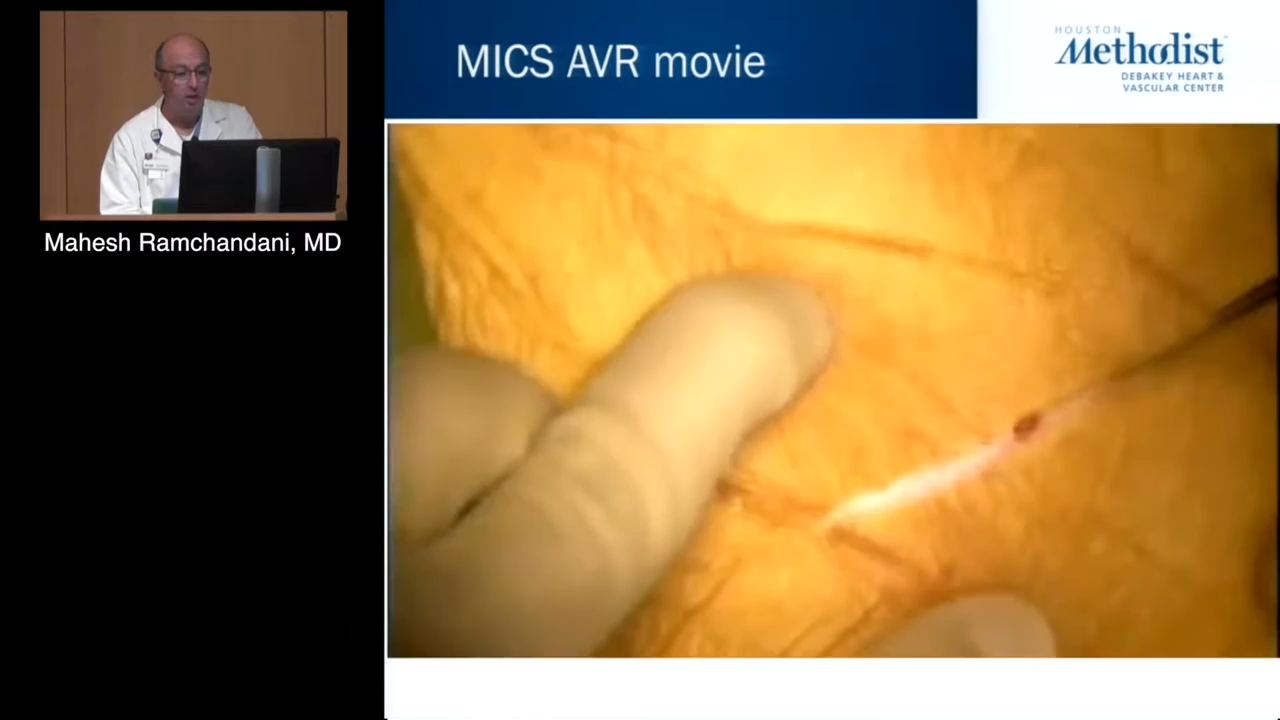 MICS AVR movie
HOUSTON
Methodist
DEBAKEY HEART &
VASCULAR CENTER
Mahesh Ramchandani, MD